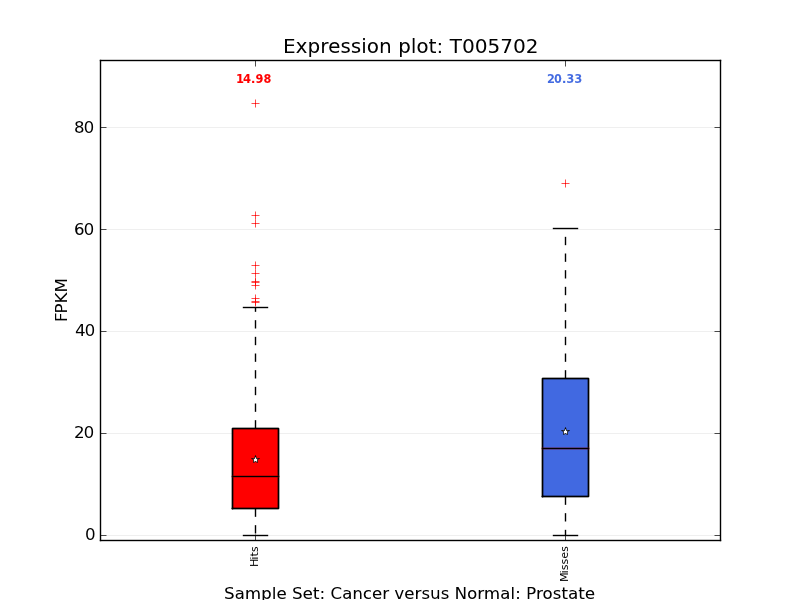 Expression plot: T005702
14.98 20.33
80
60
40
20
0
FPKM
Hits Misses
Sample Set: Cancer versus Normal: Prostate